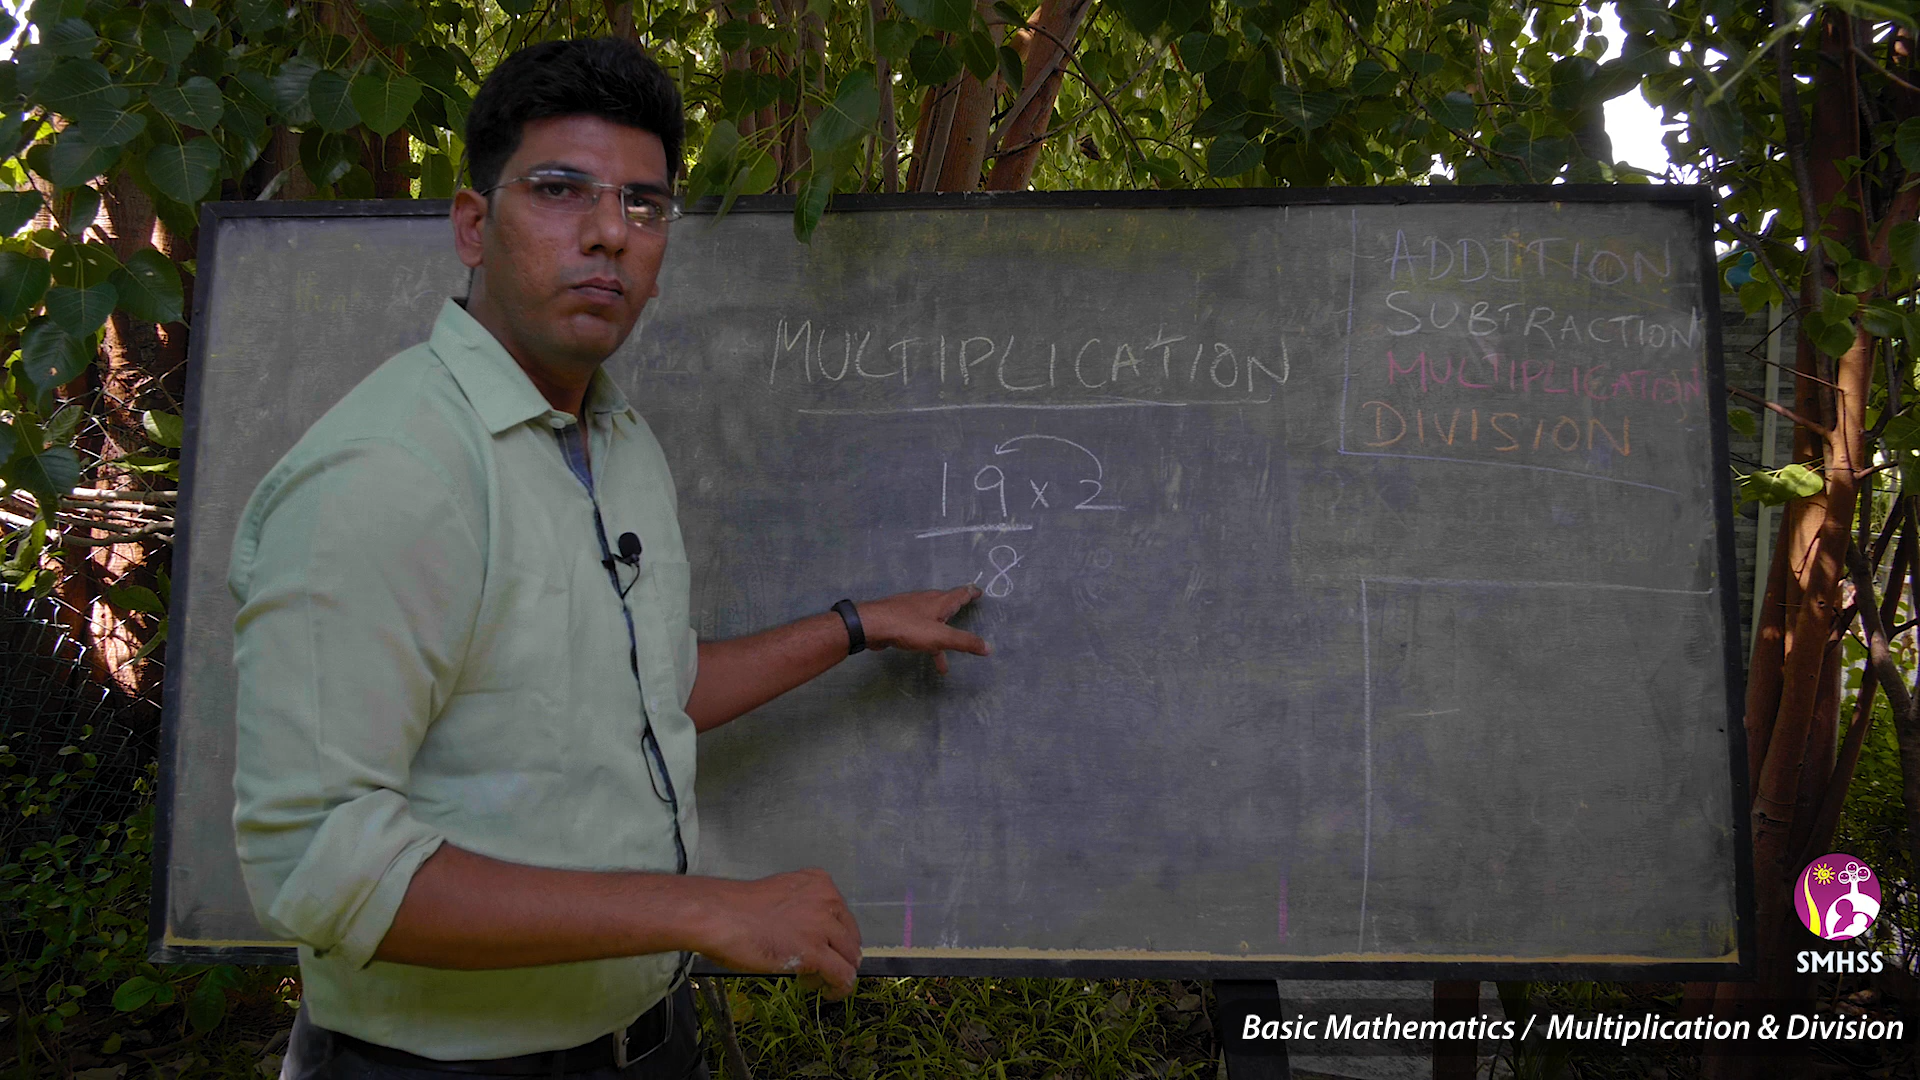 ADDITION
SUBTRACTION
MULTIPLICATION
DIVISION
MULTIPLICATION
19 x 2
8
SMHSS
Basic Mathematics / Multiplication & Division